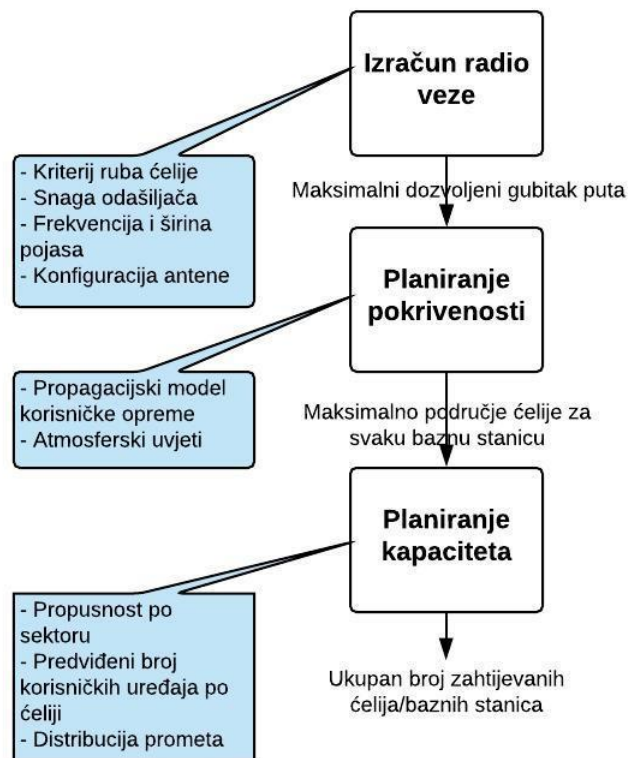 Izračun radio
veze
- Kriterij ruba ćelije
- Snaga odašiljača
- Frekvencija i širina
pojasa
- Konfiguracija antene
Maksimalni dozvoljeni gubitak puta
Planiranje
pokrivenosti
- Propagacijski model
korisničke opreme
- Atmosferski uvjeti
Maksimalno područje ćelije za
svaku baznu stanicu
Planiranje
kapaciteta
- Propusnost po
sektoru
- Predviđeni broj
korisničkih uređaja po
ćeliji
- Distribucija prometa
Ukupan broj zahtijevanih
ćelija/baznih stanica